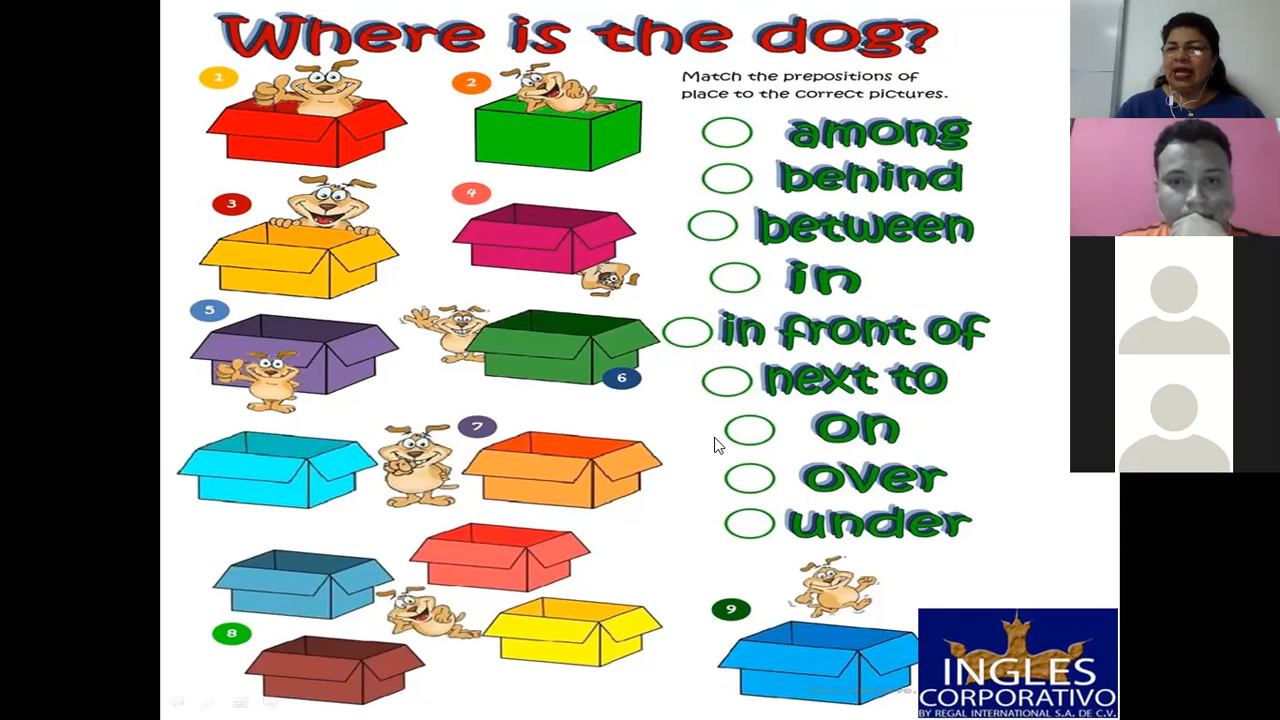 Where is the dog?
1
2
Match the prepositions of
place to the correct pictures.
among
behind
3
4
between
in
5
in front of
6
next to
7
on
over
under
8
9
INGLES
CORPORATIVO
BY REGAL INTERNATIONAL S.A. DE C.V.